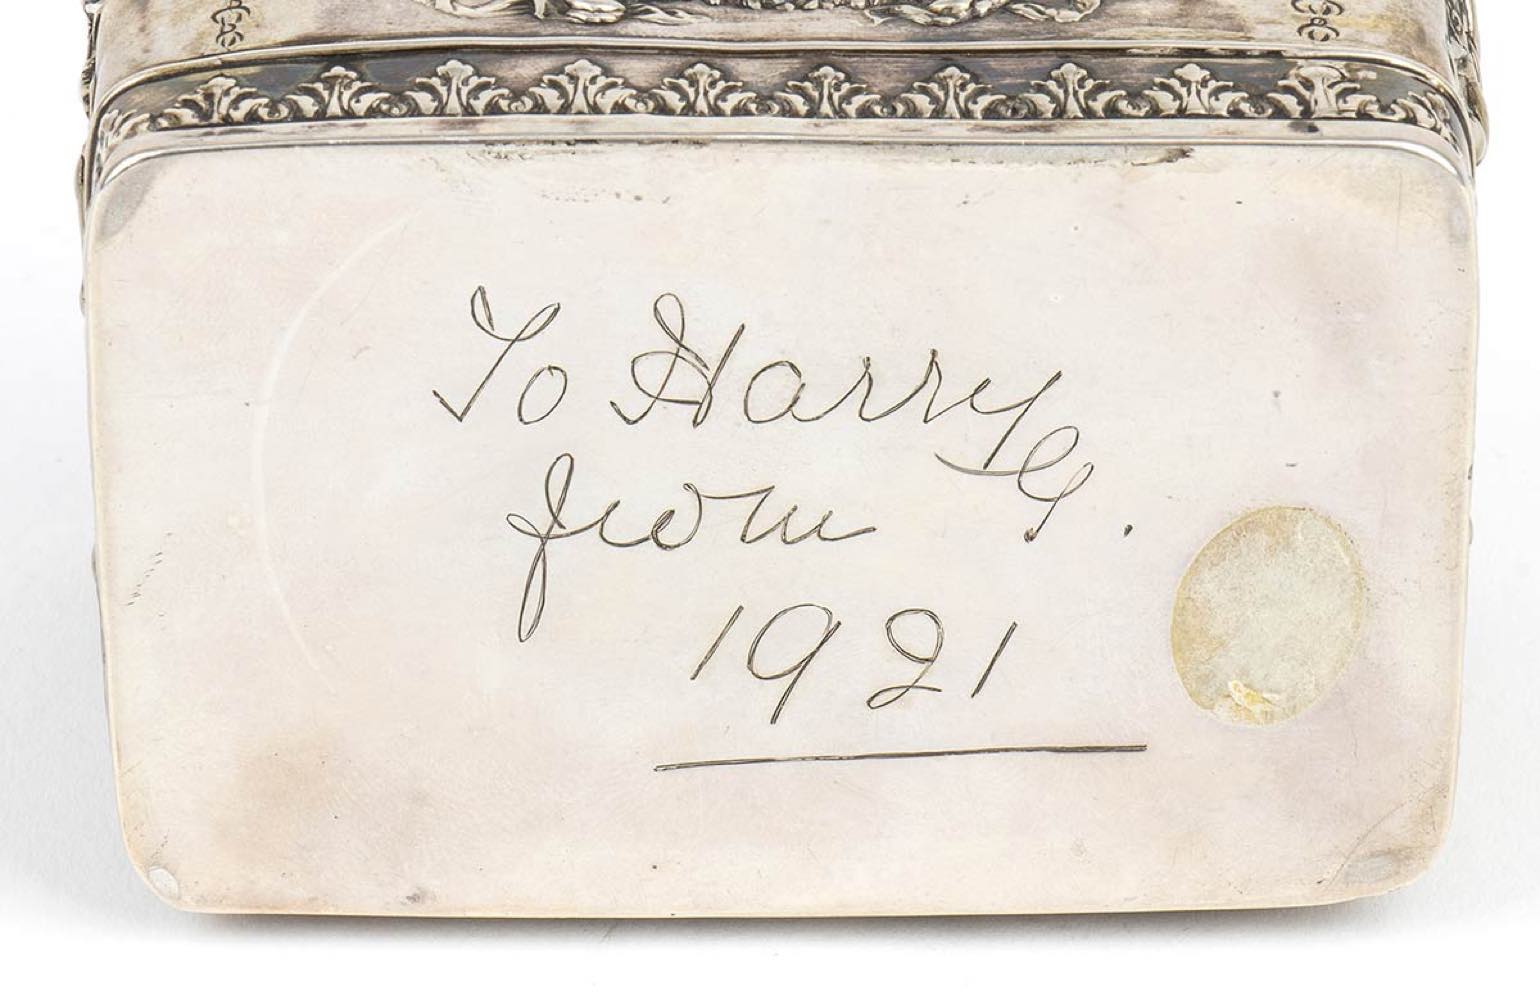 To Harry
from G.
1921